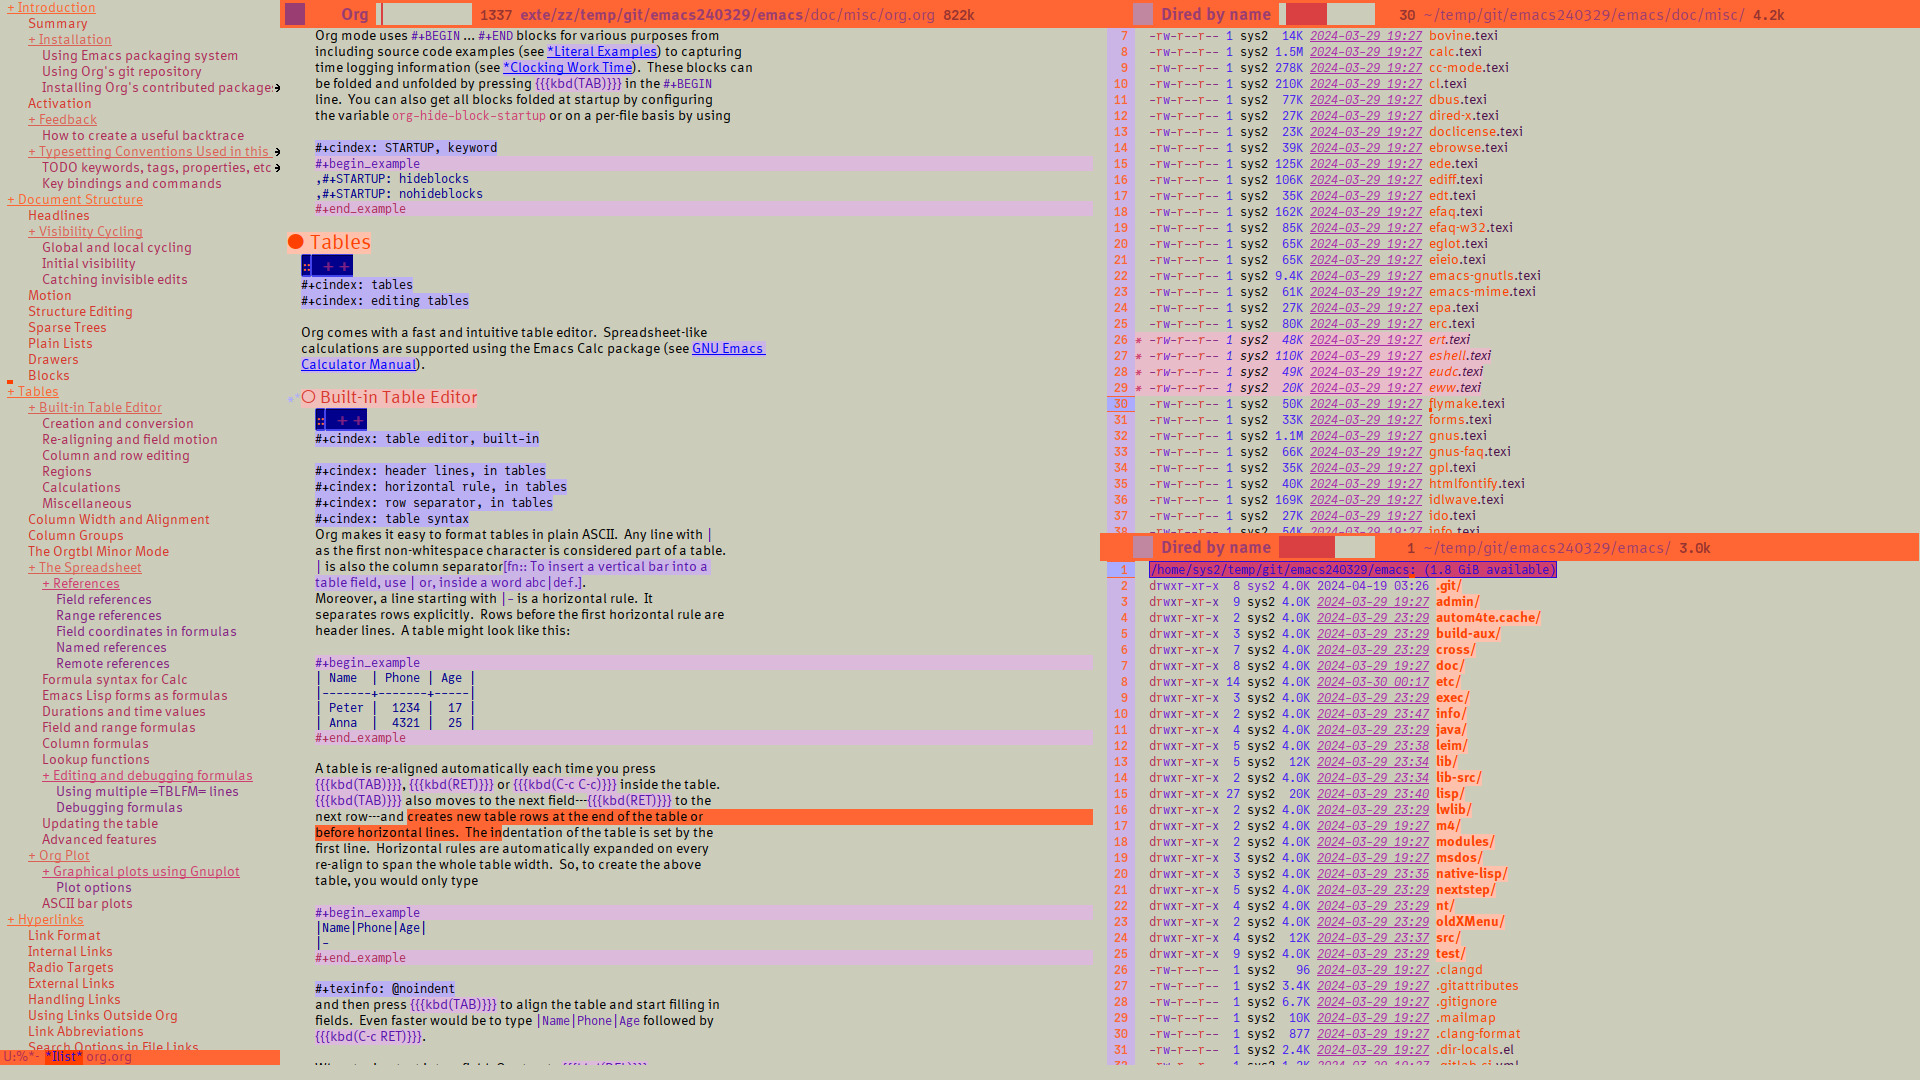 + Introduction
Summary
+ Installation
Using Emacs packaging system
Using Org's git repository
Installing Org's contributed package
Activation
+ Feedback
How to create a useful backtrace
+ Typesetting Conventions Used in this
TODO keywords, tags, properties, etc
Key bindings and commands
+ Document Structure
Headlines
+ Visibility Cycling
Global and local cycling
Initial visibility
Catching invisible edits
Motion
Structure Editing
Sparse Trees
Plain Lists
Drawers
Blocks
+ Tables
+ Built-in Table Editor
Creation and conversion
Re-aligning and field motion
Column and row editing
Regions
Calculations
Miscellaneous
Column Width and Alignment
Column Groups
The Orgtbl Minor Mode
+ The Spreadsheet
+ References
Field references
Range references
Field coordinates in formulas
Named references
Remote references
Formula syntax for Calc
Emacs Lisp forms as formulas
Durations and time values
Field and range formulas
Column formulas
Lookup functions
+ Editing and debugging formulas
Using multiple =TBLFM= lines
Debugging formulas
Updating the table
Advanced features
+ Org Plot
+ Graphical plots using Gnuplot
Plot options
ASCII bar plots
+ Hyperlinks
Link Format
Internal Links
Radio Targets
External Links
Handling Links
Using Links Outside Org
Link Abbreviations
Search Options in File Links
U:%*- *Ilist* org.org
Org 1337 exte/zz/temp/git/emacs240329/emacs/doc/misc/org.org 822k
Org mode uses #+BEGIN ... #+END blocks for various purposes from
including source code examples (see *Literal Examples) to capturing
time logging information (see *Clocking Work Time). These blocks can
be folded and unfolded by pressing {{{kbd(TAB)}}} in the #+BEGIN
line. You can also get all blocks folded at startup by configuring
the variable org-hide-block-startup or on a per-file basis by using
#+cindex: STARTUP, keyword
#+begin_example
,#+STARTUP: hideblocks
,#+STARTUP: nohideblocks
#+end_example
Tables
:: + +
#+cindex: tables
#+cindex: editing tables
Org comes with a fast and intuitive table editor. Spreadsheet-like
calculations are supported using the Emacs Calc package (see GNU Emacs
Calculator Manual).
Built-in Table Editor
:: + +
#+cindex: table editor, built-in
#+cindex: header lines, in tables
#+cindex: horizontal rule, in tables
#+cindex: row separator, in tables
#+cindex: table syntax
Org makes it easy to format tables in plain ASCII. Any line with |
as the first non-whitespace character is considered part of a table.
| is also the column separator[fn:: To insert a vertical bar into a
table field, use | or, inside a word abc|def.].
Moreover, a line starting with |- is a horizontal rule. It
separates rows explicitly. Rows before the first horizontal rule are
header lines. A table might look like this:
#+begin_example
| Name | Phone | Age |
|-------+-------+-----|
| Peter | 1234 | 17 |
| Anna | 4321 | 25 |
#+end_example
A table is re-aligned automatically each time you press
{{{kbd(TAB)}}}, {{{kbd(RET)}}} or {{{kbd(C-c C-c)}}} inside the table.
{{{kbd(TAB)}}} also moves to the next field---{{{kbd(RET)}}} to the
next row---and creates new table rows at the end of the table or
before horizontal lines. The indentation of the table is set by the
first line. Horizontal rules are automatically expanded on every
re-align to span the whole table width. So, to create the above
table, you would only type
#+begin_example
|Name|Phone|Age|
|-
#+end_example
#+texinfo: @noindent
and then press {{{kbd(TAB)}}} to align the table and start filling in
fields. Even faster would be to type |Name|Phone|Age followed by
{{{kbd(C-c RET)}}}.
Dired by name 30 ~/temp/git/emacs240329/emacs/doc/misc/ 4.2k
7 -rw-r--r-- 1 sys2 14K 2024-03-29 19:27 bovine.texi
8 -rw-r--r-- 1 sys2 1.5M 2024-03-29 19:27 calc.texi
9 -rw-r--r-- 1 sys2 278K 2024-03-29 19:27 cc-mode.texi
10 -rw-r--r-- 1 sys2 210K 2024-03-29 19:27 cl.texi
11 -rw-r--r-- 1 sys2 77K 2024-03-29 19:27 dbus.texi
12 -rw-r--r-- 1 sys2 27K 2024-03-29 19:27 dired-x.texi
13 -rw-r--r-- 1 sys2 23K 2024-03-29 19:27 doclicense.texi
14 -rw-r--r-- 1 sys2 39K 2024-03-29 19:27 ebrowse.texi
15 -rw-r--r-- 1 sys2 125K 2024-03-29 19:27 ede.texi
16 -rw-r--r-- 1 sys2 106K 2024-03-29 19:27 ediff.texi
17 -rw-r--r-- 1 sys2 35K 2024-03-29 19:27 edt.texi
18 -rw-r--r-- 1 sys2 162K 2024-03-29 19:27 efaq.texi
19 -rw-r--r-- 1 sys2 85K 2024-03-29 19:27 efaq-w32.texi
20 -rw-r--r-- 1 sys2 65K 2024-03-29 19:27 eglot.texi
21 -rw-r--r-- 1 sys2 65K 2024-03-29 19:27 eieio.texi
22 -rw-r--r-- 1 sys2 9.4K 2024-03-29 19:27 emacs-gnutls.texi
23 -rw-r--r-- 1 sys2 61K 2024-03-29 19:27 emacs-mime.texi
24 -rw-r--r-- 1 sys2 27K 2024-03-29 19:27 epa.texi
25 -rw-r--r-- 1 sys2 80K 2024-03-29 19:27 erc.texi
26 * -rw-r--r-- 1 sys2 48K 2024-03-29 19:27 ert.texi
27 * -rw-r--r-- 1 sys2 110K 2024-03-29 19:27 eshell.texi
28 * -rw-r--r-- 1 sys2 49K 2024-03-29 19:27 eudc.texi
29 * -rw-r--r-- 1 sys2 20K 2024-03-29 19:27 eww.texi
30 -rw-r--r-- 1 sys2 50K 2024-03-29 19:27 flymake.texi
31 -rw-r--r-- 1 sys2 33K 2024-03-29 19:27 forms.texi
32 -rw-r--r-- 1 sys2 1.1M 2024-03-29 19:27 gnus.texi
33 -rw-r--r-- 1 sys2 66K 2024-03-29 19:27 gnus-faq.texi
34 -rw-r--r-- 1 sys2 35K 2024-03-29 19:27 gpl.texi
35 -rw-r--r-- 1 sys2 40K 2024-03-29 19:27 htmlfontify.texi
36 -rw-r--r-- 1 sys2 169K 2024-03-29 19:27 idlwave.texi
37 -rw-r--r-- 1 sys2 27K 2024-03-29 19:27 ido.texi
38 -rw-r--r-- 1 sys2 54K 2024-03-29 19:27 info.texi
Dired by name 1 ~/temp/git/emacs240329/emacs/ 3.0k
1 /home/sys2/temp/git/emacs240329/emacs: (1.8 GiB available)
2 drwxr-xr-x 8 sys2 4.0K 2024-04-19 03:26 .git/
3 drwxr-xr-x 9 sys2 4.0K 2024-03-29 19:27 admin/
4 drwxr-xr-x 2 sys2 4.0K 2024-03-29 23:29 autom4te.cache/
5 drwxr-xr-x 3 sys2 4.0K 2024-03-29 23:29 build-aux/
6 drwxr-xr-x 7 sys2 4.0K 2024-03-29 23:29 cross/
7 drwxr-xr-x 8 sys2 4.0K 2024-03-29 19:27 doc/
8 drwxr-xr-x 14 sys2 4.0K 2024-03-30 00:17 etc/
9 drwxr-xr-x 3 sys2 4.0K 2024-03-29 23:29 exec/
10 drwxr-xr-x 2 sys2 4.0K 2024-03-29 23:47 info/
11 drwxr-xr-x 4 sys2 4.0K 2024-03-29 23:29 java/
12 drwxr-xr-x 5 sys2 4.0K 2024-03-29 23:38 leim/
13 drwxr-xr-x 5 sys2 12K 2024-03-29 23:34 lib/
14 drwxr-xr-x 2 sys2 4.0K 2024-03-29 23:34 lib-src/
15 drwxr-xr-x 27 sys2 20K 2024-03-29 23:40 lisp/
16 drwxr-xr-x 2 sys2 4.0K 2024-03-29 23:29 lwlib/
17 drwxr-xr-x 2 sys2 4.0K 2024-03-29 19:27 m4/
18 drwxr-xr-x 2 sys2 4.0K 2024-03-29 19:27 modules/
19 drwxr-xr-x 3 sys2 4.0K 2024-03-29 19:27 msdos/
20 drwxr-xr-x 3 sys2 4.0K 2024-03-29 23:35 native-lisp/
21 drwxr-xr-x 5 sys2 4.0K 2024-03-29 23:29 nextstep/
22 drwxr-xr-x 4 sys2 4.0K 2024-03-29 23:29 nt/
23 drwxr-xr-x 2 sys2 4.0K 2024-03-29 23:29 oldXMenu/
24 drwxr-xr-x 4 sys2 12K 2024-03-29 23:37 src/
25 drwxr-xr-x 9 sys2 4.0K 2024-03-29 23:29 test/
26 -rw-r--r-- 1 sys2 96 2024-03-29 19:27 .clangd
27 -rw-r--r-- 1 sys2 3.4K 2024-03-29 19:27 .gitattributes
28 -rw-r--r-- 1 sys2 6.7K 2024-03-29 19:27 .gitignore
29 -rw-r--r-- 1 sys2 10K 2024-03-29 19:27 .mailmap
30 -rw-r--r-- 1 sys2 877 2024-03-29 19:27 .clang-format
31 -rw-r--r-- 1 sys2 2.4K 2024-03-29 19:27 .dir-locals.el